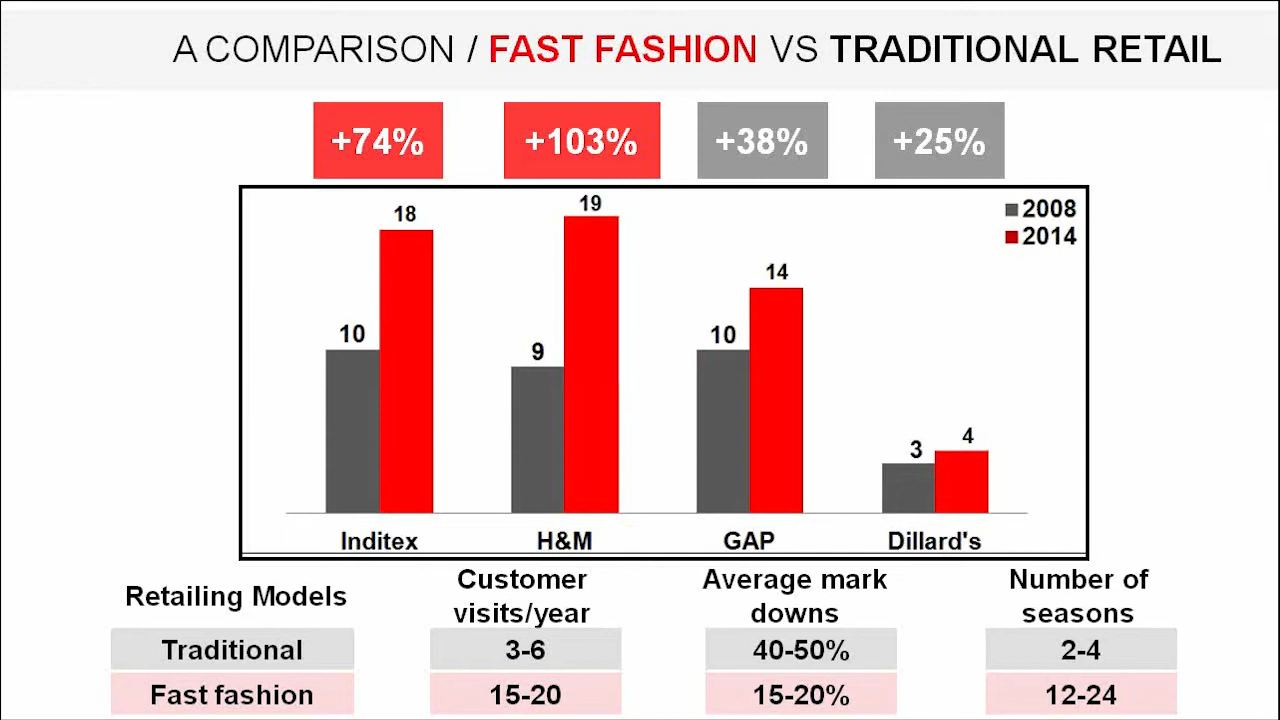 A COMPARISON / FAST FASHION VS TRADITIONAL RETAIL
+74% +103% +38% +25%
2008
2014
18 19
14
10 9 10
3 4
Inditex H&M GAP Dillard's
Retailing Models Customer visits/year Average mark downs Number of seasons
Traditional 3-6 40-50% 2-4
Fast fashion 15-20 15-20% 12-24